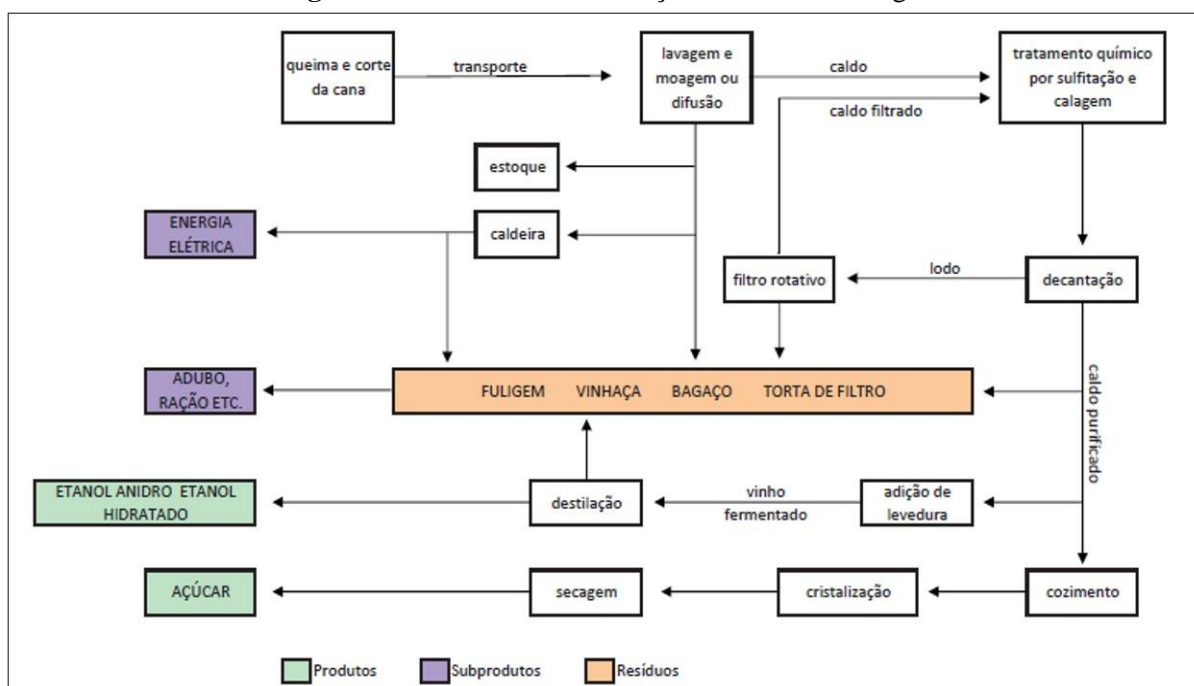 queima e corte
da cana
transporte
lavagem e
moagem ou
difusão
caldo
caldo filtrado
tratamento químico
por sulfitação e
calagem
estoque
ENERGIA
ELÉTRICA
caldeira
filtro rotativo
lodo
decantação
ADUBO,
RAÇÃO ETC.
FULIGEM VINHAÇA BAGAÇO TORTA DE FILTRO
caldo purificado
ETANOL ANIDRO ETANOL
HIDRATADO
destilação
vinho
fermentado
adição de
levedura
AÇÚCAR
secagem
cristalização
cozimento
Produtos
Subprodutos
Resíduos